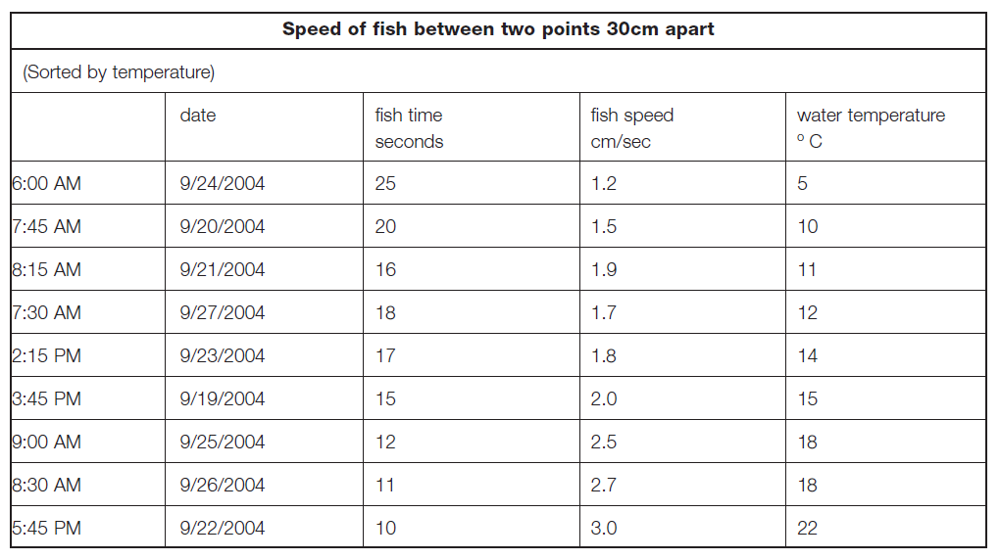 Speed of fish between two points 30cm apart
(Sorted by temperature)
date fish time seconds fish speed cm/sec water temperature º C
6:00 AM 9/24/2004 25 1.2 5
7:45 AM 9/20/2004 20 1.5 10
8:15 AM 9/21/2004 16 1.9 11
7:30 AM 9/27/2004 18 1.7 12
2:15 PM 9/23/2004 17 1.8 14
3:45 PM 9/19/2004 15 2.0 15
9:00 AM 9/25/2004 12 2.5 18
8:30 AM 9/26/2004 11 2.7 18
5:45 PM 9/22/2004 10 3.0 22